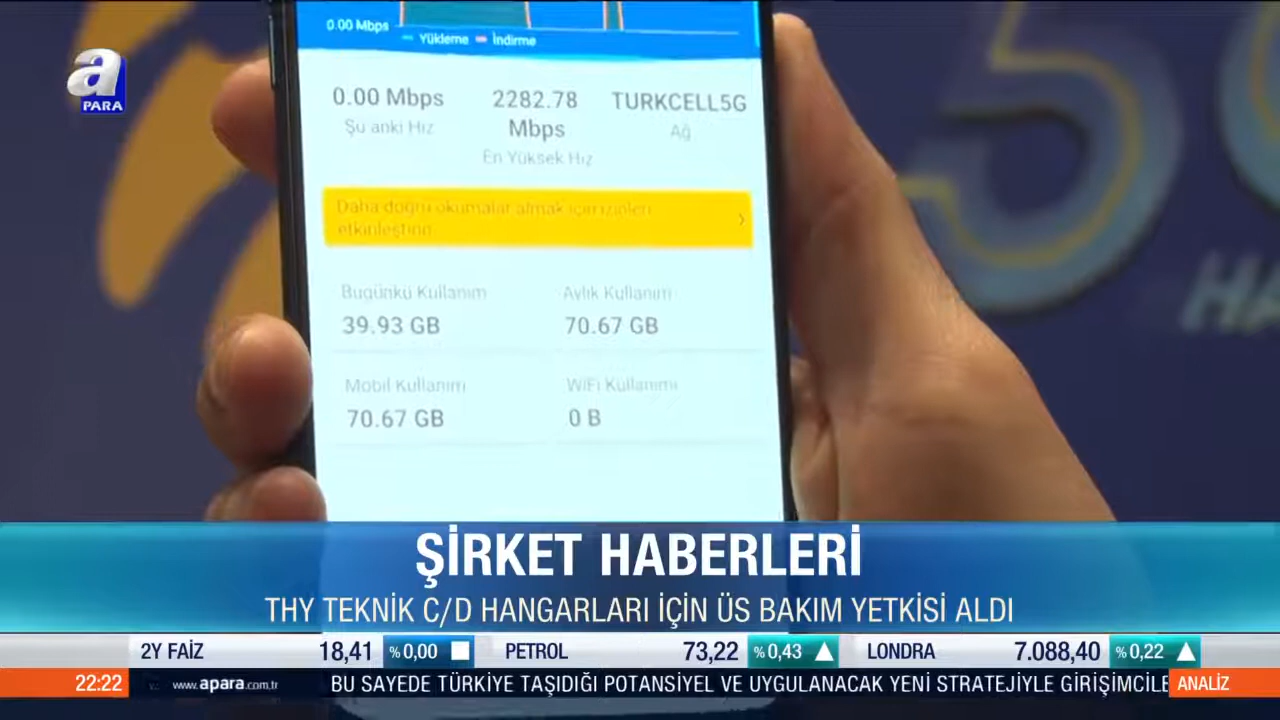 0.00 Mbps
Yükleme İndirme
a
PARA
0.00 Mbps
Şu anki Hız
2282.78
Mbps
En Yüksek Hız
TURKCELL5G
Ağ
5G
Daha doğru okumalar almak için izinleri
etkinleştirin.
Bugünkü Kullanım
39.93 GB
Aylık Kullanım
70.67 GB
Mobil Kullanım
70.67 GB
WiFi Kullanımı
0 B
ŞİRKET HABERLERİ
THY TEKNİK C/D HANGARLARI İÇİN ÜS BAKIM YETKİSİ ALDI
2Y FAİZ 18,41 %0,00 PETROL 73,22 %0,43 LONDRA 7.088,40 %0,22
22:22 www.apara.com.tr BU SAYEDE TÜRKİYE TAŞIDIĞI POTANSİYEL VE UYGULANACAK YENİ STRATEJİYLE GİRİŞİMCİLE ANALİZ